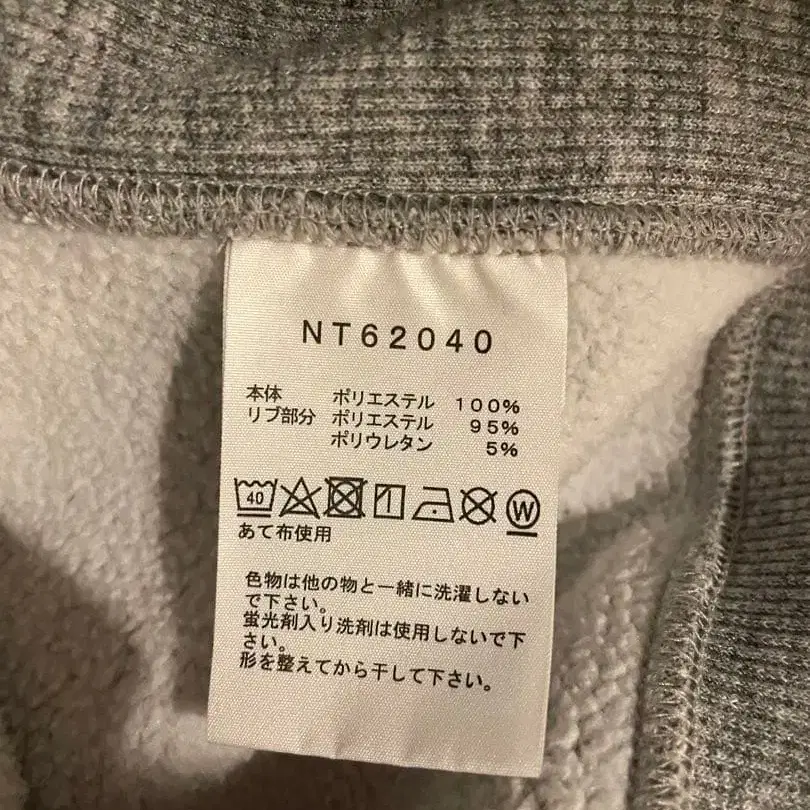 NT62040
本体 ポリエステル 100%
リブ部分 ポリエステル 95%
ポリウレタン 5%
40 W
あて布使用
色物は他の物と一緒に洗濯しない
で下さい。
蛍光剤入り洗剤は使用しないで下
さい。
形を整えてから干して下さい。